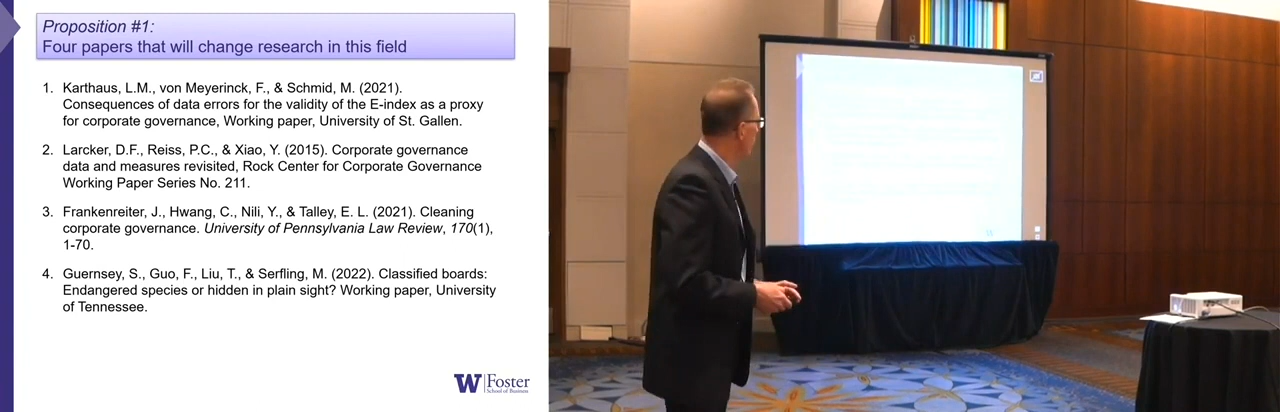 Proposition #1:
Four papers that will change research in this field
1. Karthaus, L.M., von Meyerinck, F., & Schmid, M. (2021).
Consequences of data errors for the validity of the E-index as a proxy
for corporate governance, Working paper, University of St. Gallen.
2. Larcker, D.F., Reiss, P.C., & Xiao, Y. (2015). Corporate governance
data and measures revisited, Rock Center for Corporate Governance
Working Paper Series No. 211.
3. Frankenreiter, J., Hwang, C., Nili, Y., & Talley, E. L. (2021). Cleaning
corporate governance. University of Pennsylvania Law Review, 170(1),
1-70.
4. Guernsey, S., Guo, F., Liu, T., & Serfling, M. (2022). Classified boards:
Endangered species or hidden in plain sight? Working paper, University
of Tennessee.
W Foster
School of Business